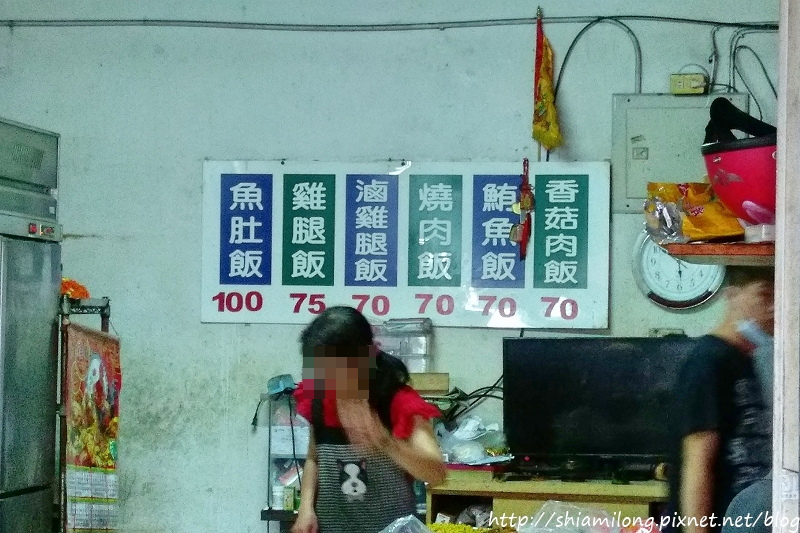 魚肚飯
100
雞腿飯
75
滷雞腿飯
70
燒肉飯
70
鮪魚飯
70
香菇肉飯
70
http://shiamilong.pixnet.net/blog